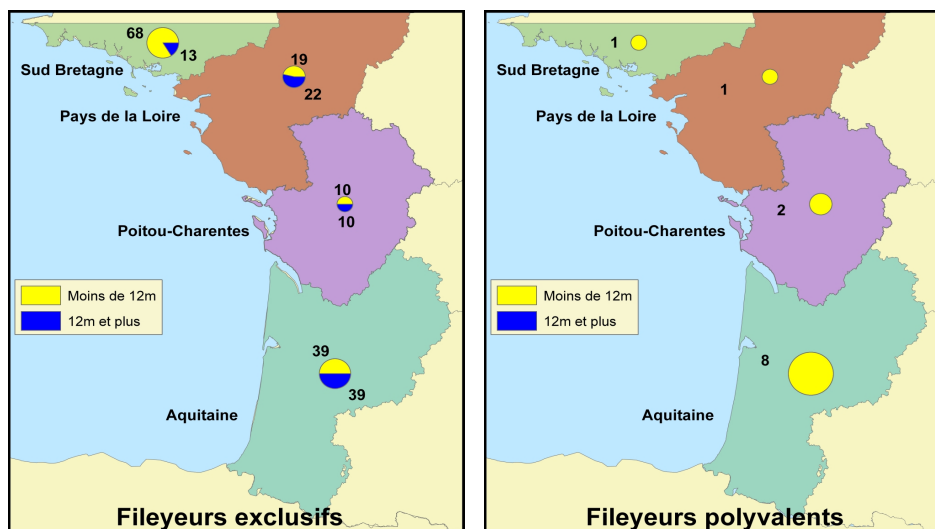 68
13
Sud Bretagne
19
22
Pays de la Loire
10
10
Poitou-Charentes
Moins de 12m
12m et plus
39
39
Aquitaine
Fileyeurs exclusifs
1
Sud Bretagne
1
Pays de la Loire
2
Poitou-Charentes
Moins de 12m
12m et plus
8
Aquitaine
Fileyeurs polyvalents